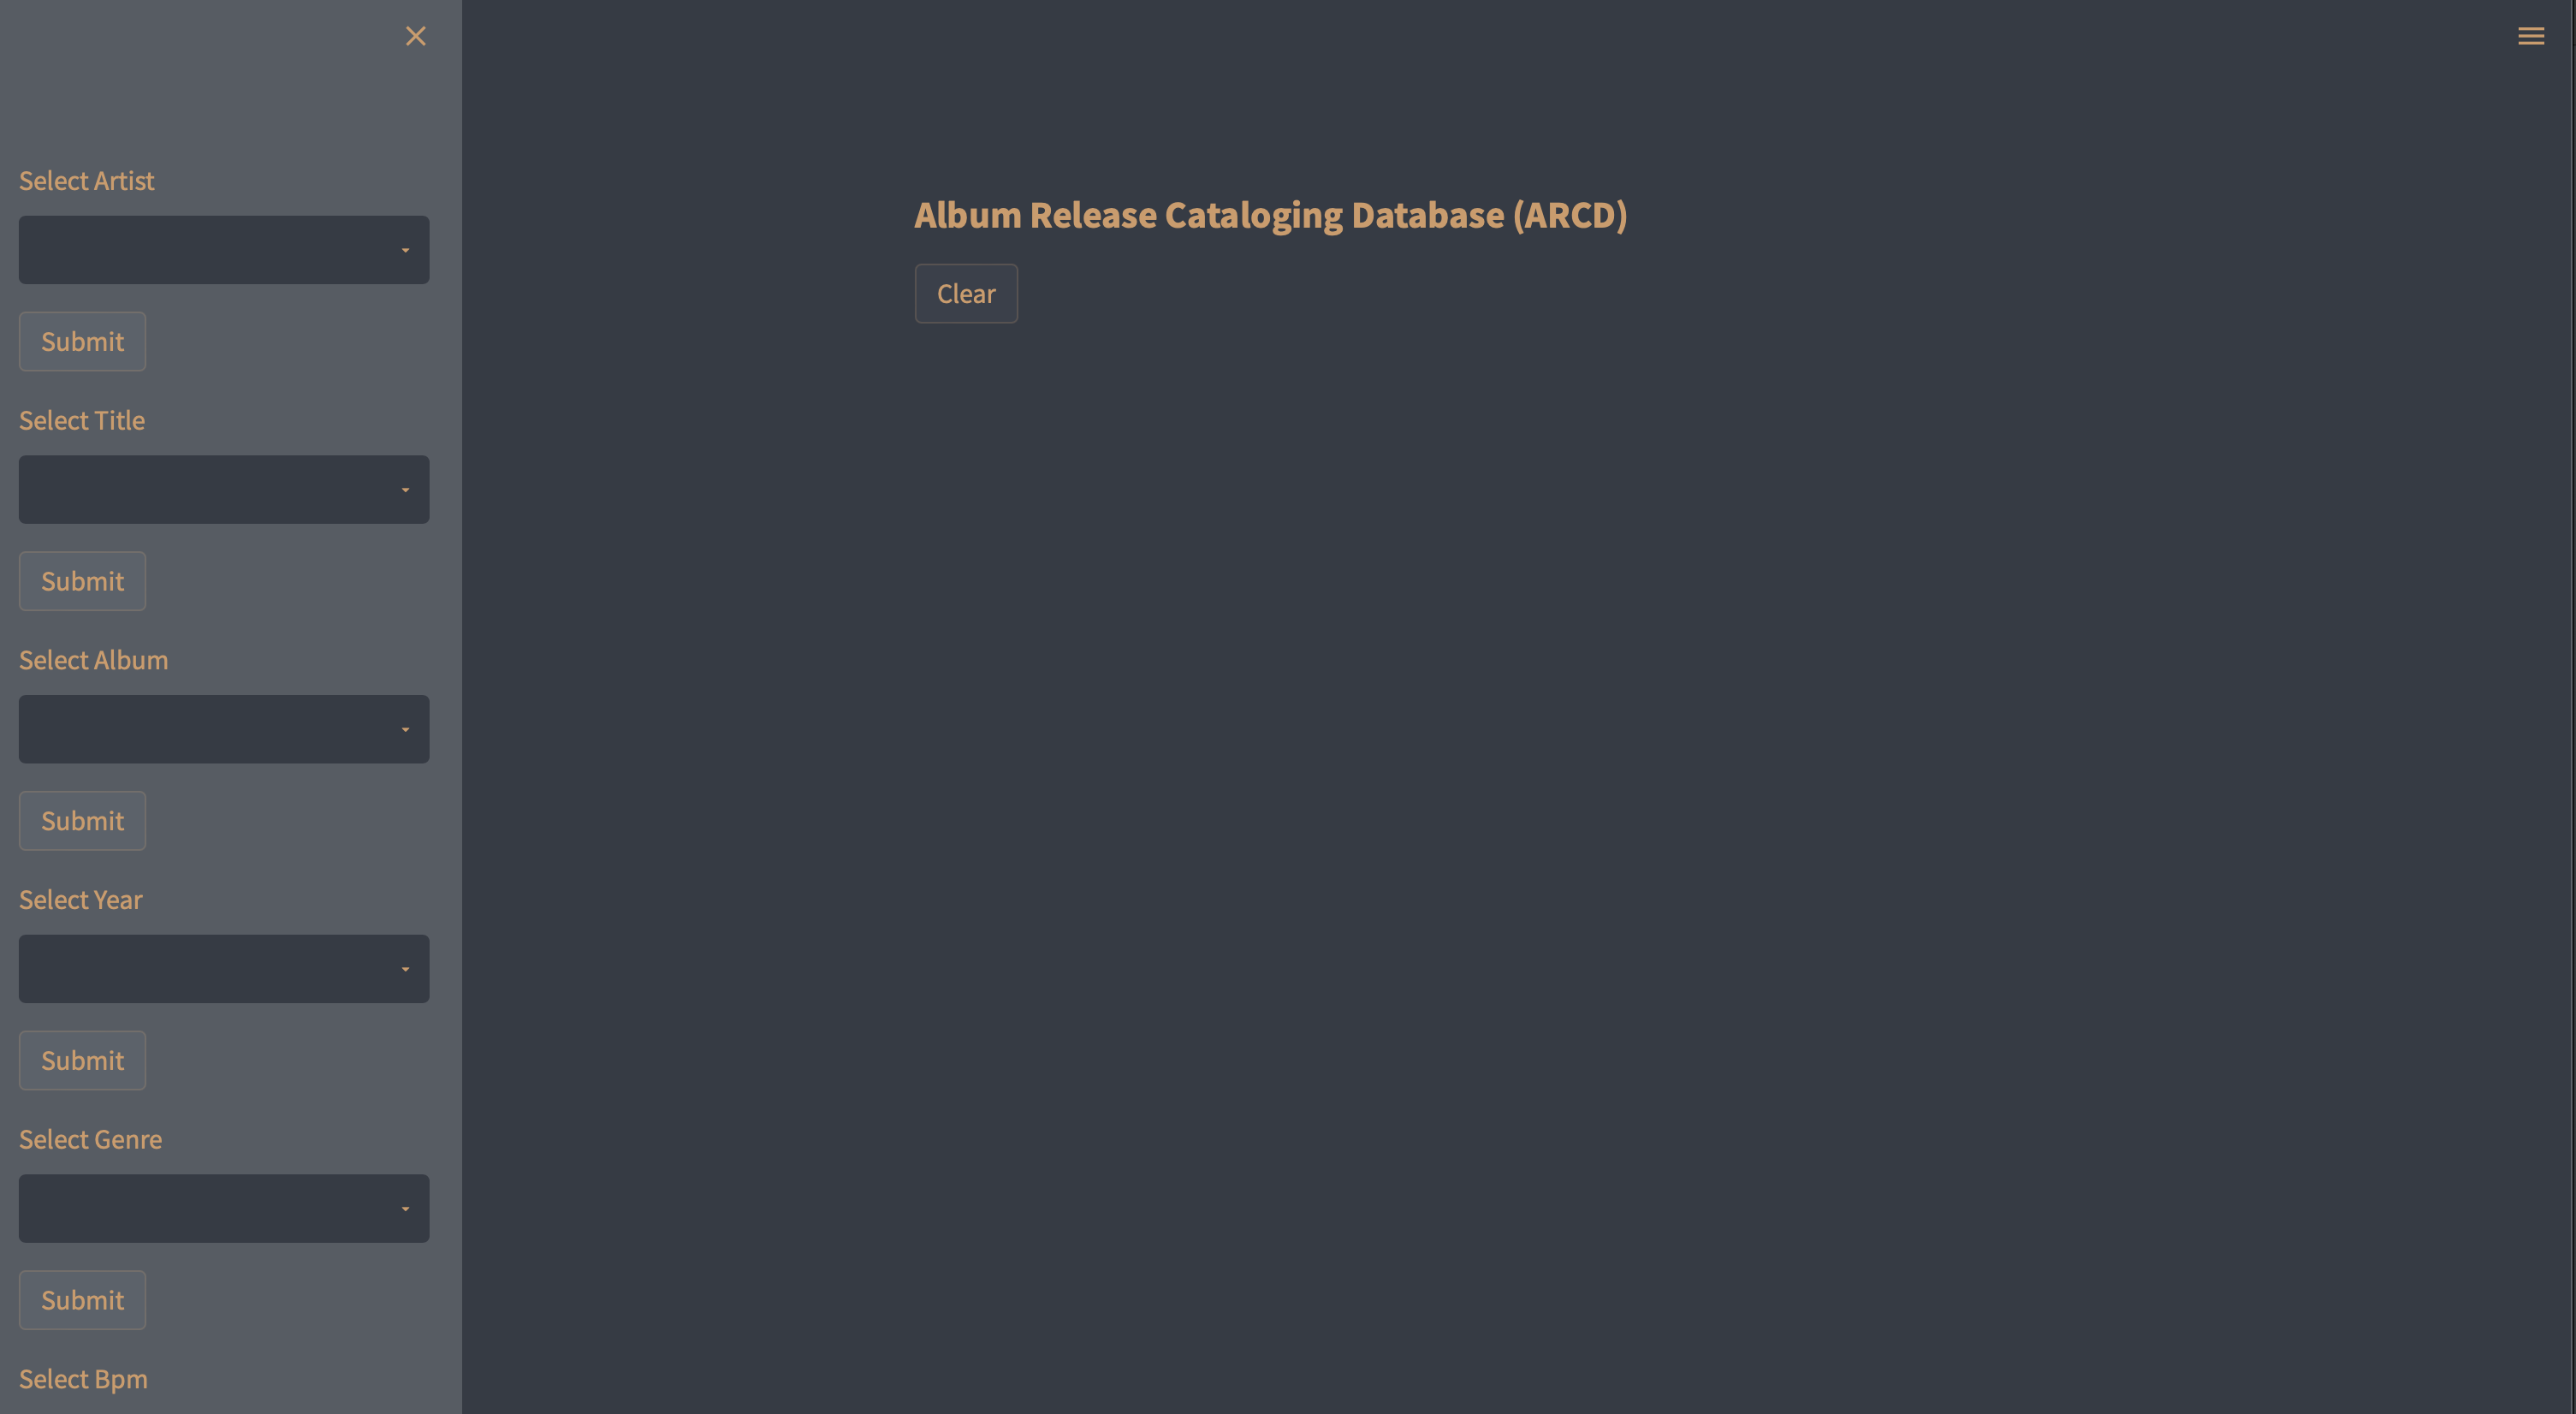 Select Artist
Submit
Select Title
Submit
Select Album
Submit
Select Year
Submit
Select Genre
Submit
Select Bpm
Album Release Cataloging Database (ARCD)
Clear